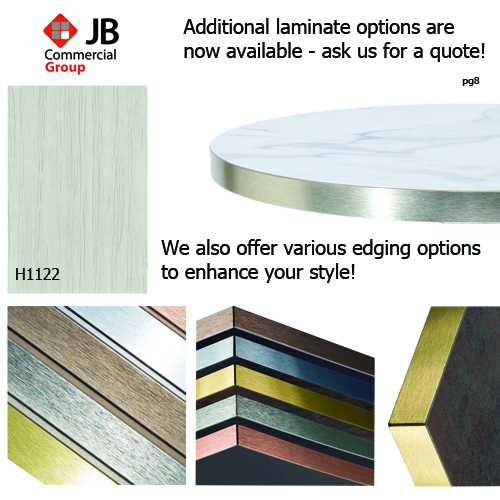 JB
Commercial
Group
Additional laminate options are
now available - ask us for a quote!
pg8
H1122
We also offer various edging options
to enhance your style!